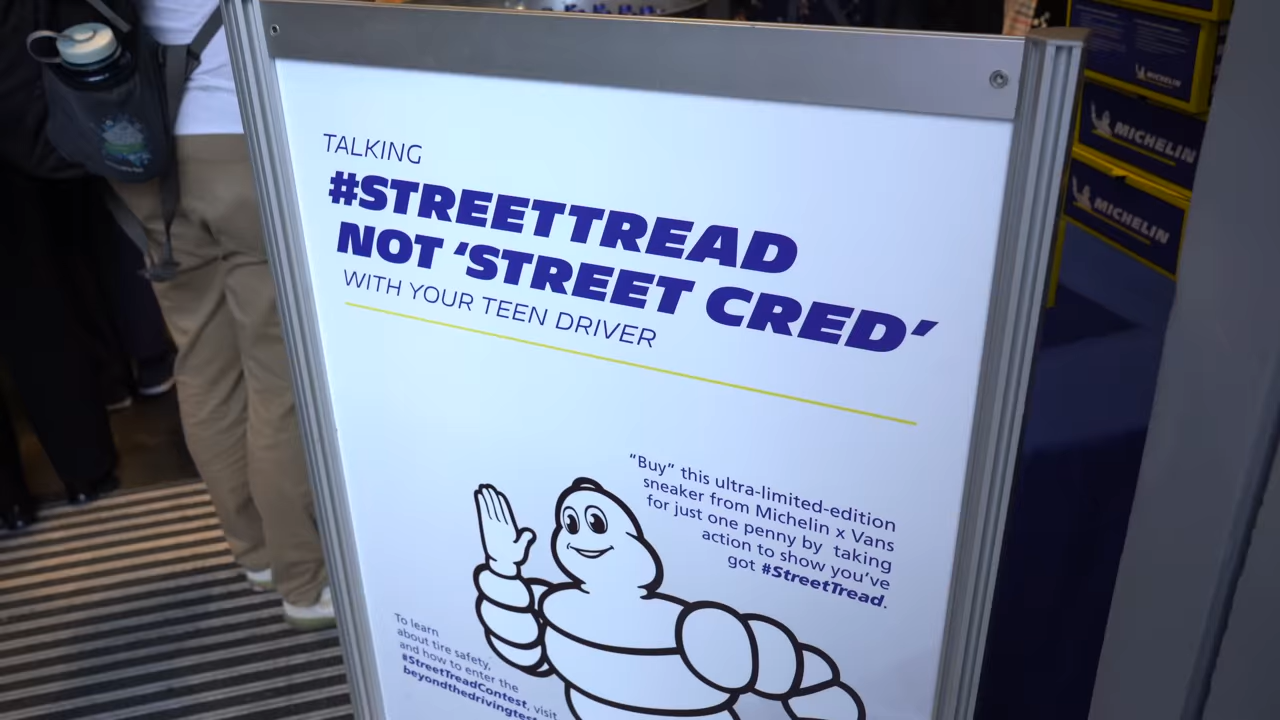 TALKING
#STREETTREAD
NOT ‘STREET CRED’
WITH YOUR TEEN DRIVER
“Buy” this ultra-limited-edition
sneaker from Michelin x Vans
for just one penny by taking
action to show you’ve
got #StreetTread.
To learn
about tire safety,
and how to enter the
#StreetTreadContest, visit
beyondthedrivingtest
MICHELIN
MICHELIN
MICHELIN